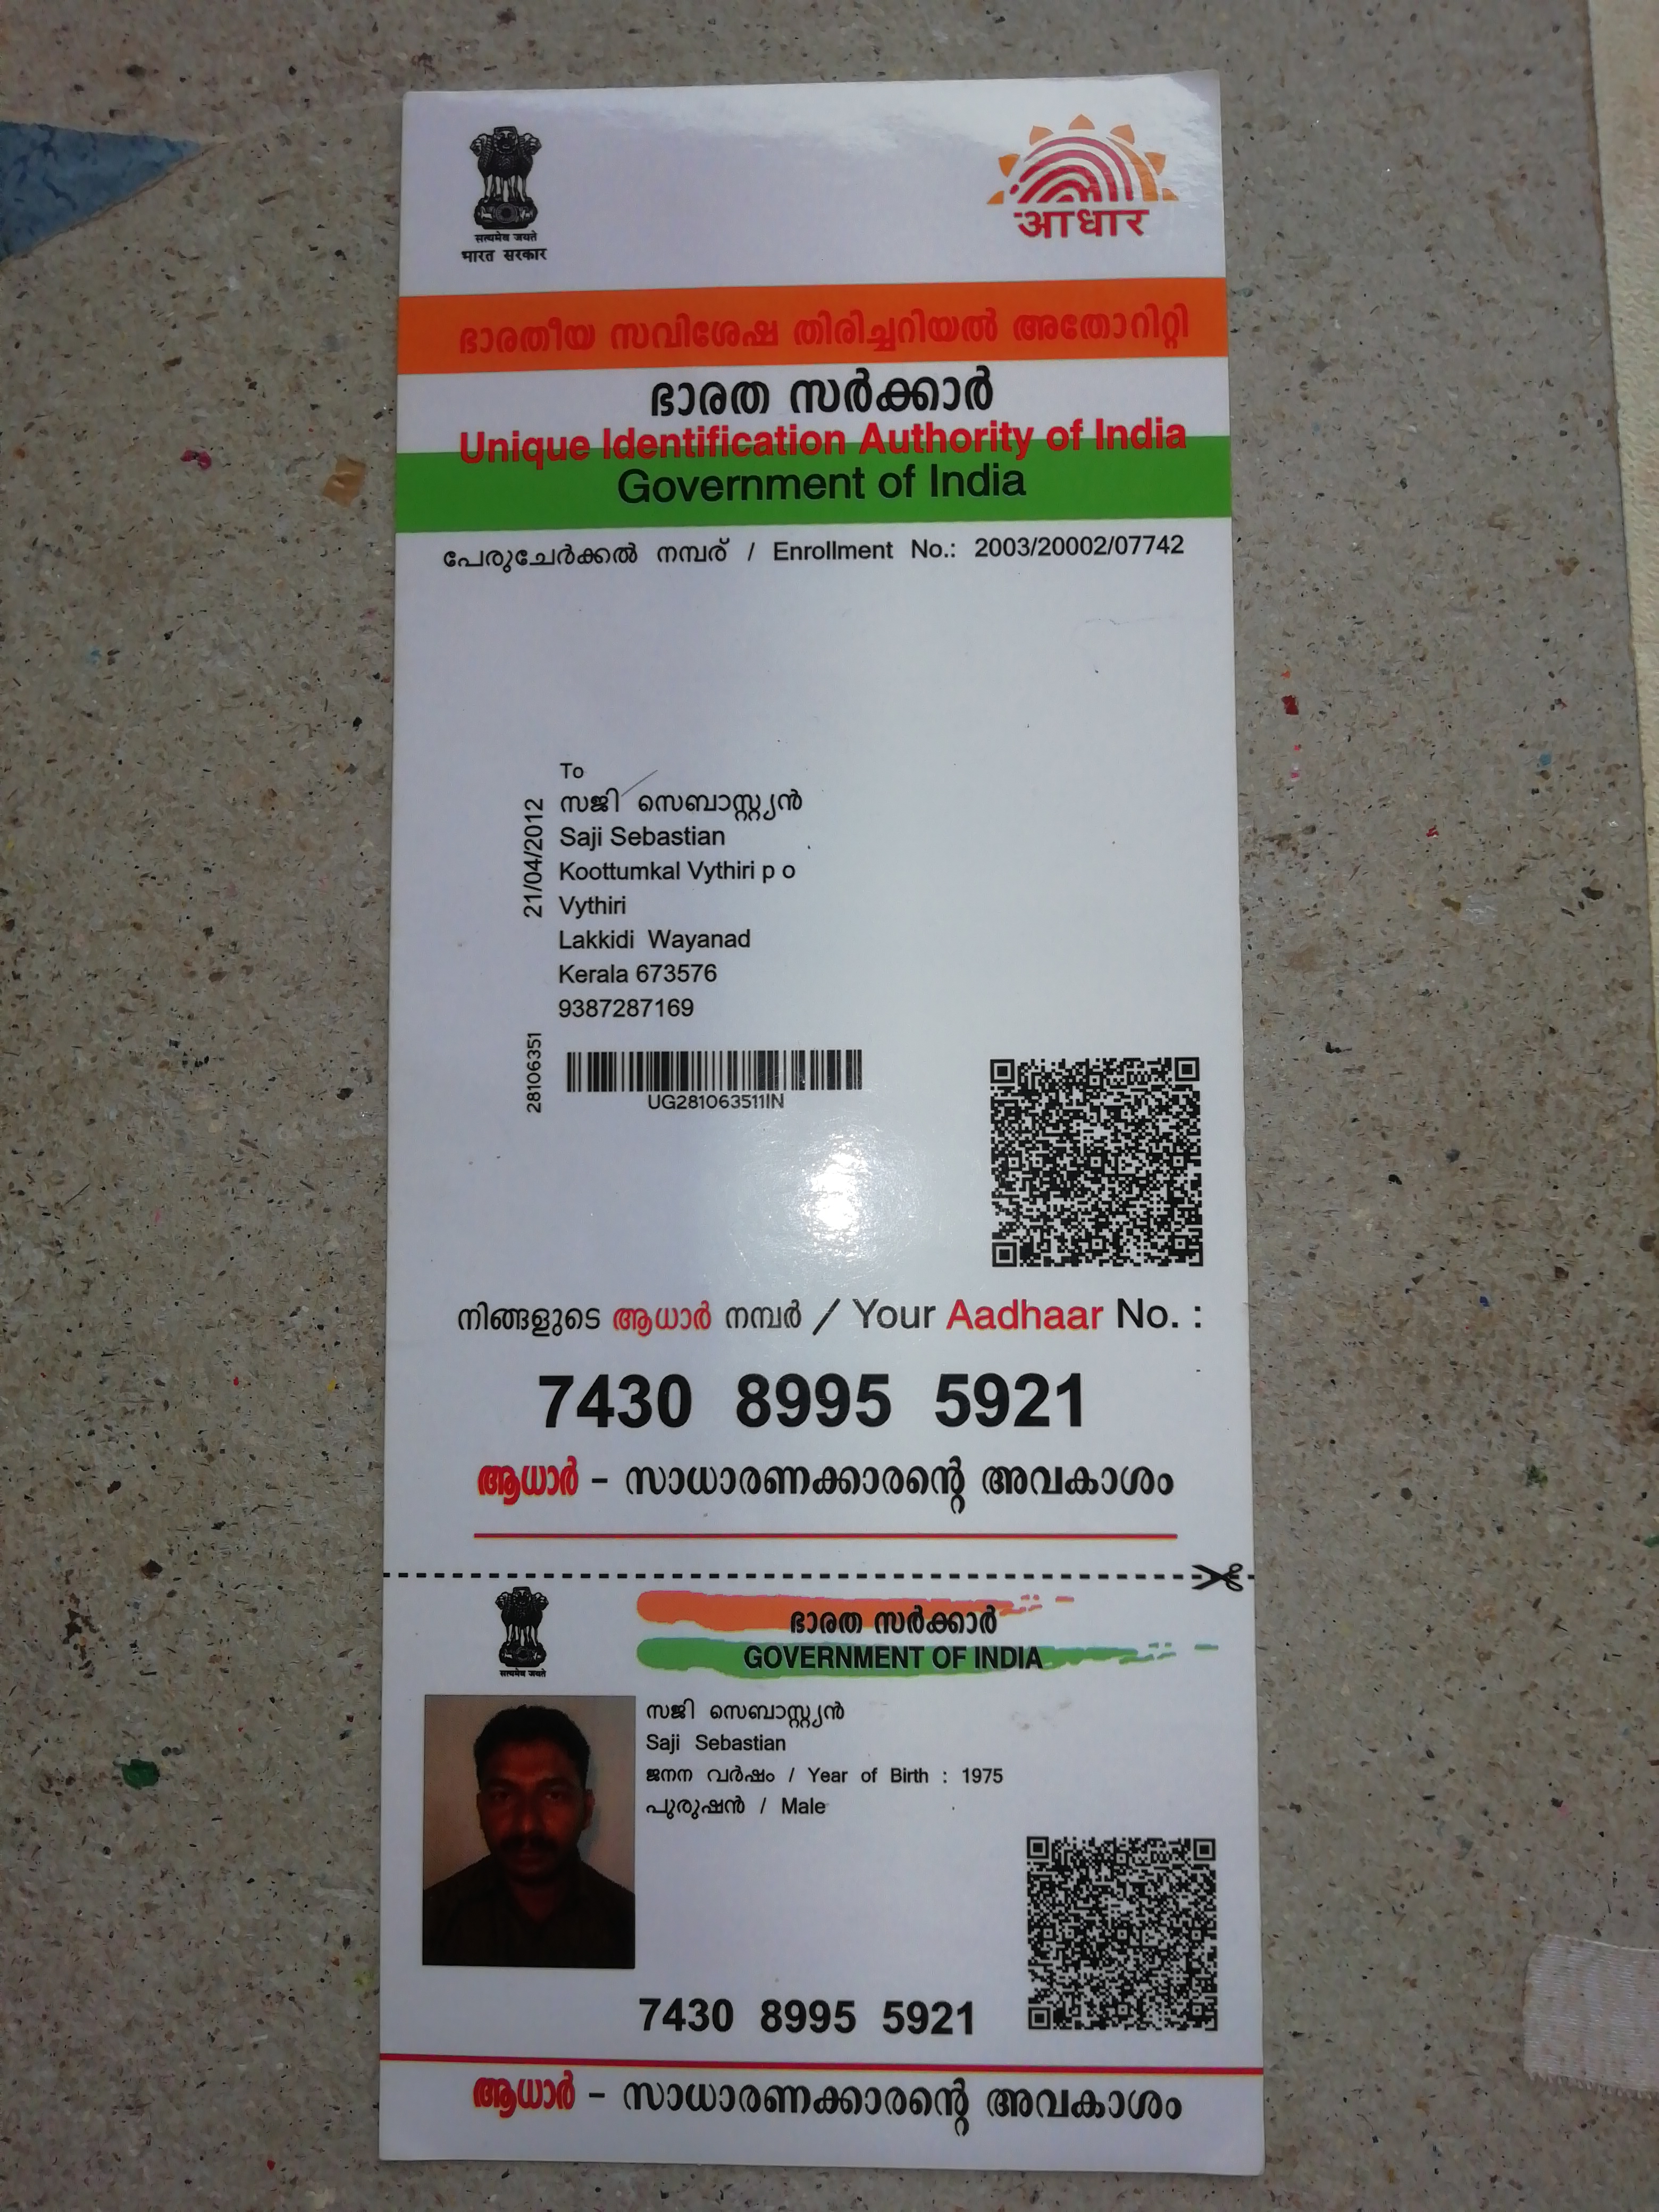 सत्यमेव जयते
भारत सरकार
आधार
ഭാരതീയ സവിശേഷ തിരിച്ചറിയൽ അതോറിറ്റി
ഭാരത സർക്കാർ
Unique Identification Authority of India
Government of India
പേരുചേർക്കൽ നമ്പര് / Enrollment No.: 2003/20002/07742
To
സജി സെബാസ്റ്റ്യൻ
Saji Sebastian
Koottumkal Vythiri p o
Vythiri
Lakkidi Wayanad
Kerala 673576
9387287169
21/04/2012
28106351
UG281063511IN
നിങ്ങളുടെ ആധാർ നമ്പർ / Your Aadhaar No. :
7430 8995 5921
ആധാർ - സാധാരണക്കാരന്റെ അവകാശം
सत्यमेव जयते
ഭാരത സർക്കാർ
GOVERNMENT OF INDIA
സജി സെബാസ്റ്റ്യൻ
Saji Sebastian
ജനന വർഷം / Year of Birth : 1975
പുരുഷൻ / Male
7430 8995 5921
ആധാർ - സാധാരണക്കാരന്റെ അവകാശം